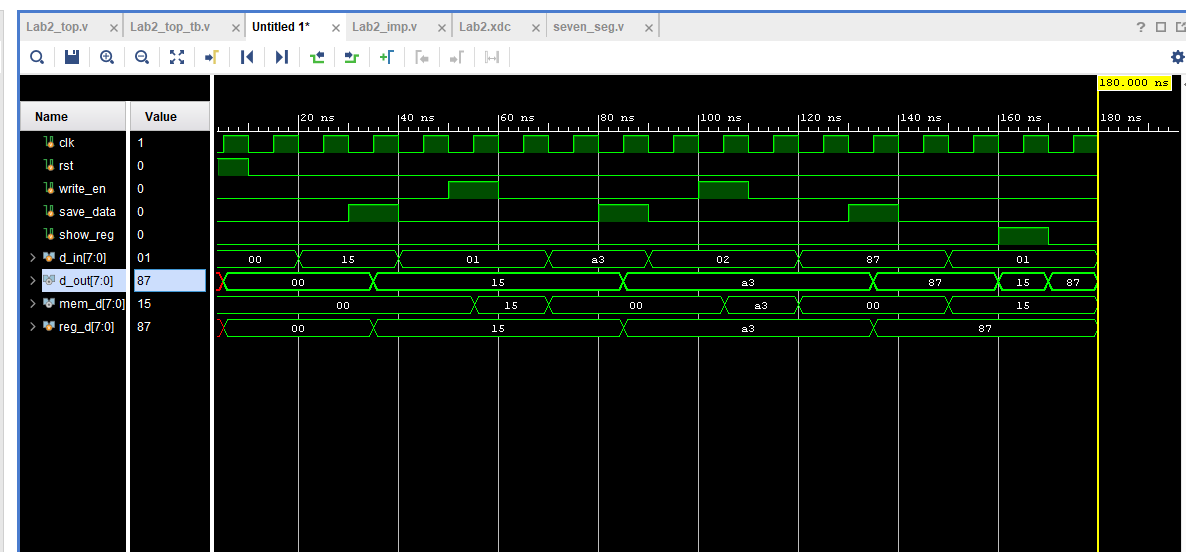 Lab2_top.v × Lab2_top_tb.v × Untitled 1* × Lab2_imp.v × Lab2.xdc × seven_seg.v × ?
180.000 ns
Name Value
20 ns 40 ns 60 ns 80 ns 100 ns 120 ns 140 ns 160 ns 180 ns
clk 1
rst 0
write_en 0
save_data 0
show_reg 0
> d_in[7:0] 01 00 15 01 a3 02 87 01
> d_out[7:0] 87 00 15 a3 87 15 87
> mem_d[7:0] 15 00 15 00 a3 00 15
> reg_d[7:0] 87 00 15 a3 87